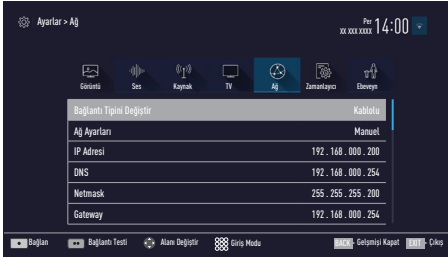 Ayarlar > Ağ
Per
xx xxx xxxx 14:00
Görüntü Ses Kaynak TV Ağ Zamanlayıcı Ebeveyn
Bağlantı Tipini Değiştir Kablolu
Ağ Ayarları Manuel
IP Adresi 192 . 168 . 000 . 200
DNS 192 . 168 . 000 . 254
Netmask 255 . 255 . 255 . 200
Gateway 192 . 168 . 000 . 254
Bağlan Bağlantı Testi Alanı Değiştir Giriş Modu BACK - Gelşmişi Kapat EXIT - Çıkış